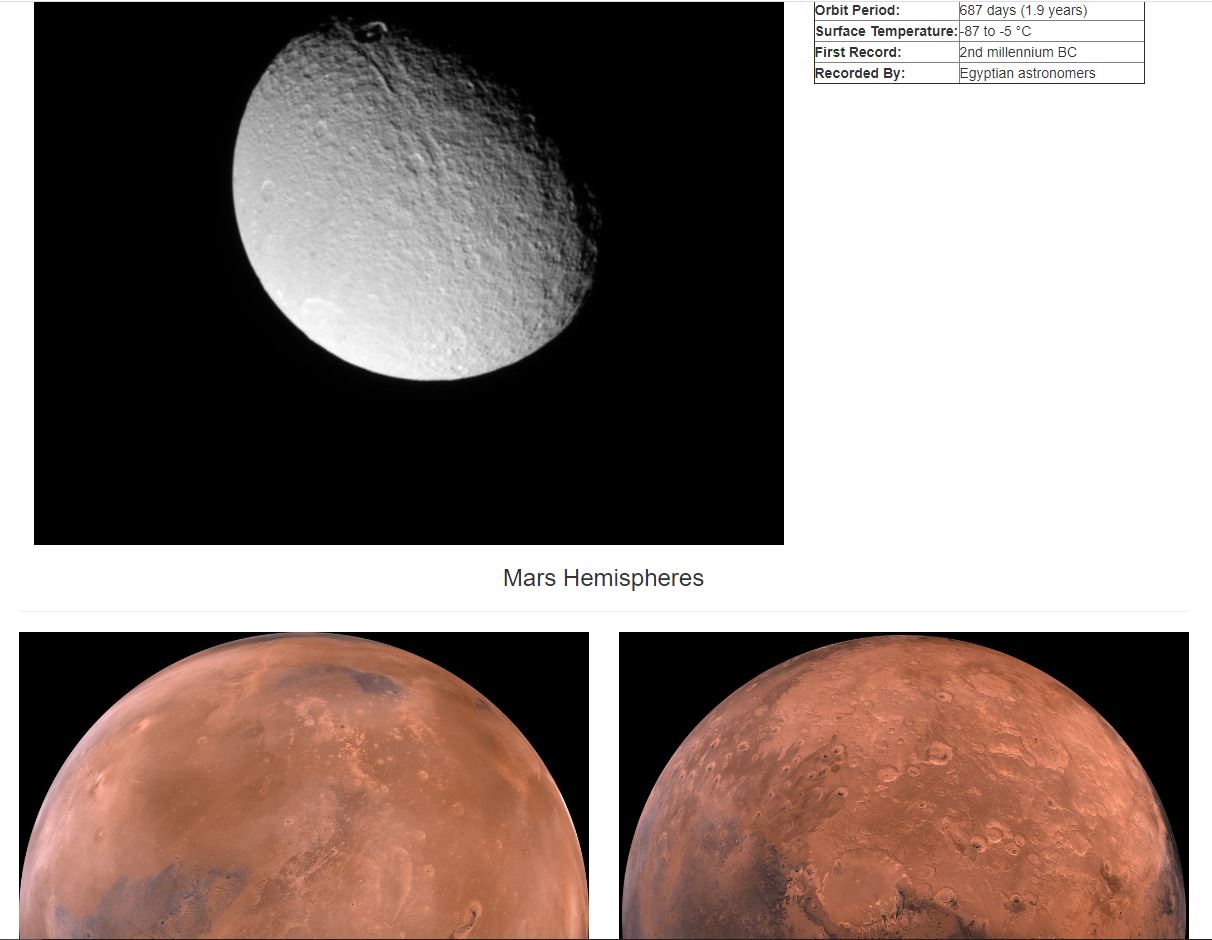 Orbit Period: 687 days (1.9 years)
Surface Temperature: -87 to -5 °C
First Record: 2nd millennium BC
Recorded By: Egyptian astronomers
Mars Hemispheres